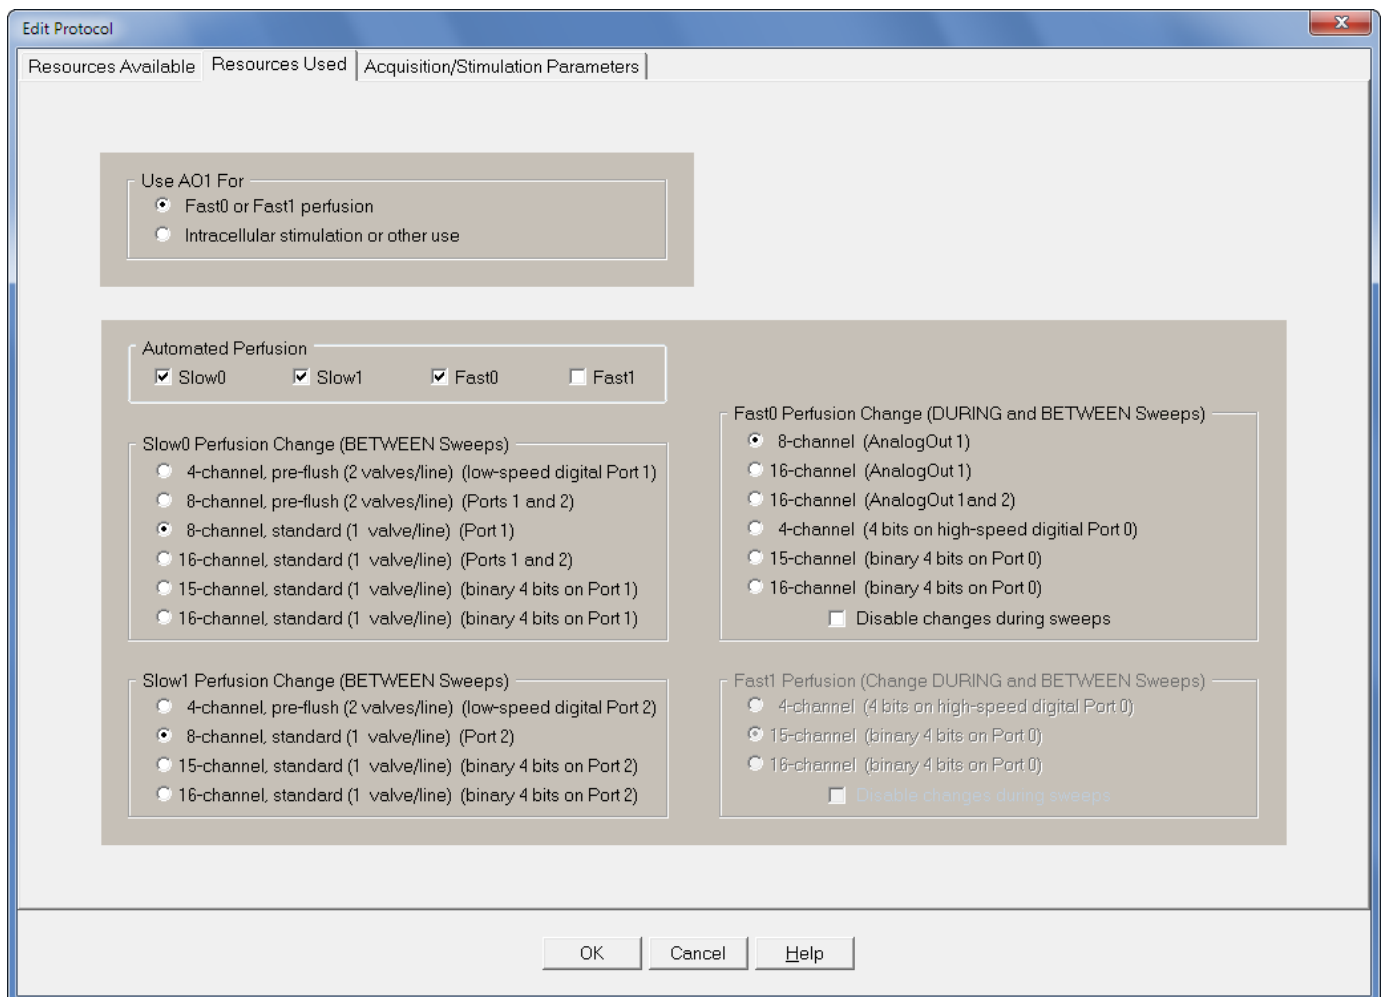 Edit Protocol
Resources Available Resources Used Acquisition/Stimulation Parameters
Use AO1 For
Fast0 or Fast1 perfusion
Intracellular stimulation or other use
Automated Perfusion
Slow0 Slow1 Fast0 Fast1
Slow0 Perfusion Change (BETWEEN Sweeps)
4-channel, pre-flush (2 valves/line) (low-speed digital Port 1)
8-channel, pre-flush (2 valves/line) (Ports 1 and 2)
8-channel, standard (1 valve/line) (Port 1)
16-channel, standard (1 valve/line) (Ports 1 and 2)
15-channel, standard (1 valve/line) (binary 4 bits on Port 1)
16-channel, standard (1 valve/line) (binary 4 bits on Port 1)
Slow1 Perfusion Change (BETWEEN Sweeps)
4-channel, pre-flush (2 valves/line) (low-speed digital Port 2)
8-channel, standard (1 valve/line) (Port 2)
15-channel, standard (1 valve/line) (binary 4 bits on Port 2)
16-channel, standard (1 valve/line) (binary 4 bits on Port 2)
Fast0 Perfusion Change (DURING and BETWEEN Sweeps)
8-channel (AnalogOut 1)
16-channel (AnalogOut 1)
16-channel (AnalogOut 1and 2)
4-channel (4 bits on high-speed digitial Port 0)
15-channel (binary 4 bits on Port 0)
16-channel (binary 4 bits on Port 0)
Disable changes during sweeps
Fast1 Perfusion (Change DURING and BETWEEN Sweeps)
4-channel (4 bits on high-speed digital Port 0)
15-channel (binary 4 bits on Port 0)
16-channel (binary 4 bits on Port 0)
Disable changes during sweeps
OK Cancel Help